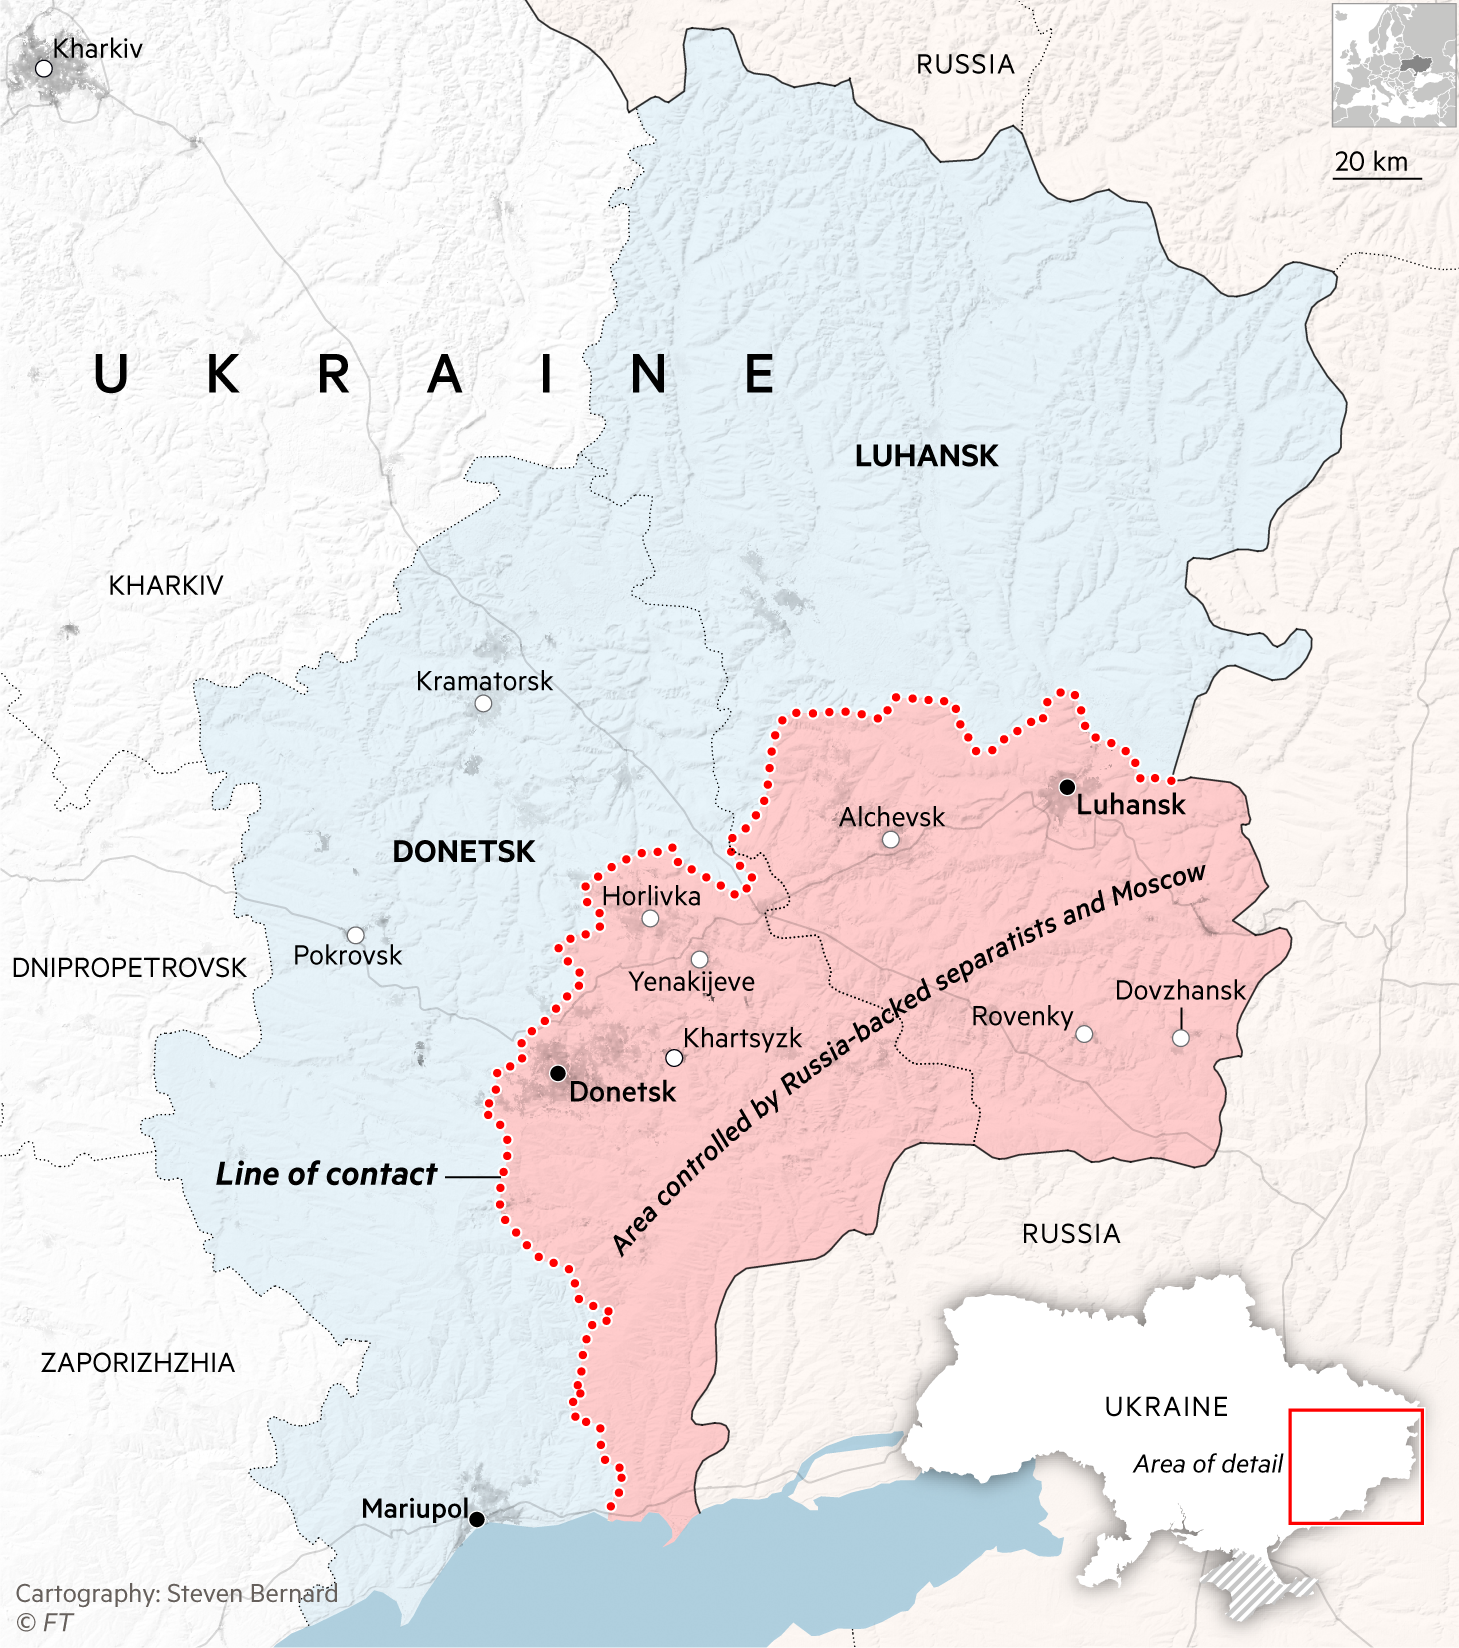 Kharkiv
RUSSIA
20 km
UKRAINE
LUHANSK
KHARKIV
Kramatorsk
Luhansk
Alchevsk
DONETSK
Horlivka
Pokrovsk
DNIPROPETROVSK
Yenakijeve
Dovzhansk
Rovenky
Khartsyzk
Donetsk
Area controlled by Russia-backed separatists and Moscow
Line of contact
RUSSIA
ZAPORIZHZHIA
UKRAINE
Area of detail
Mariupol
Cartography: Steven Bernard
© FT